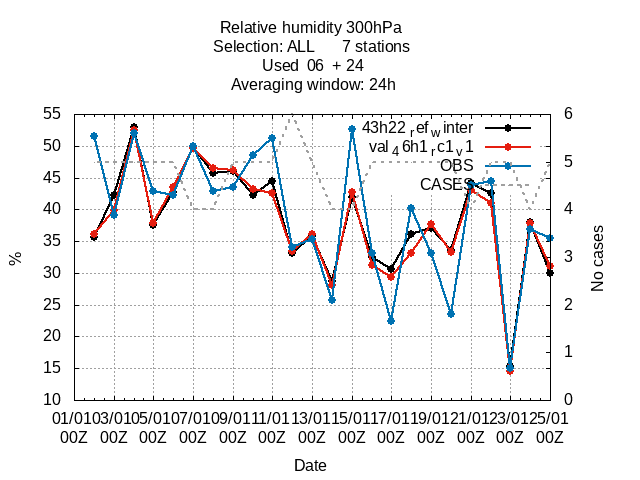 Relative humidity 300hPa
Selection: ALL 7 stations
Used 06 + 24
Averaging window: 24h
55 6
43h22ref winter
val46h1rc1v1
50
OBS
5
CASES
45
40 4
35
% No cases
3
30
25
2
20
1
15
10 0
01/01 03/01 05/01 07/01 09/01 11/01 13/01 15/01 17/01 19/01 21/01 23/01 25/01
00Z 00Z 00Z 00Z 00Z 00Z 00Z 00Z 00Z 00Z 00Z 00Z 00Z
Date